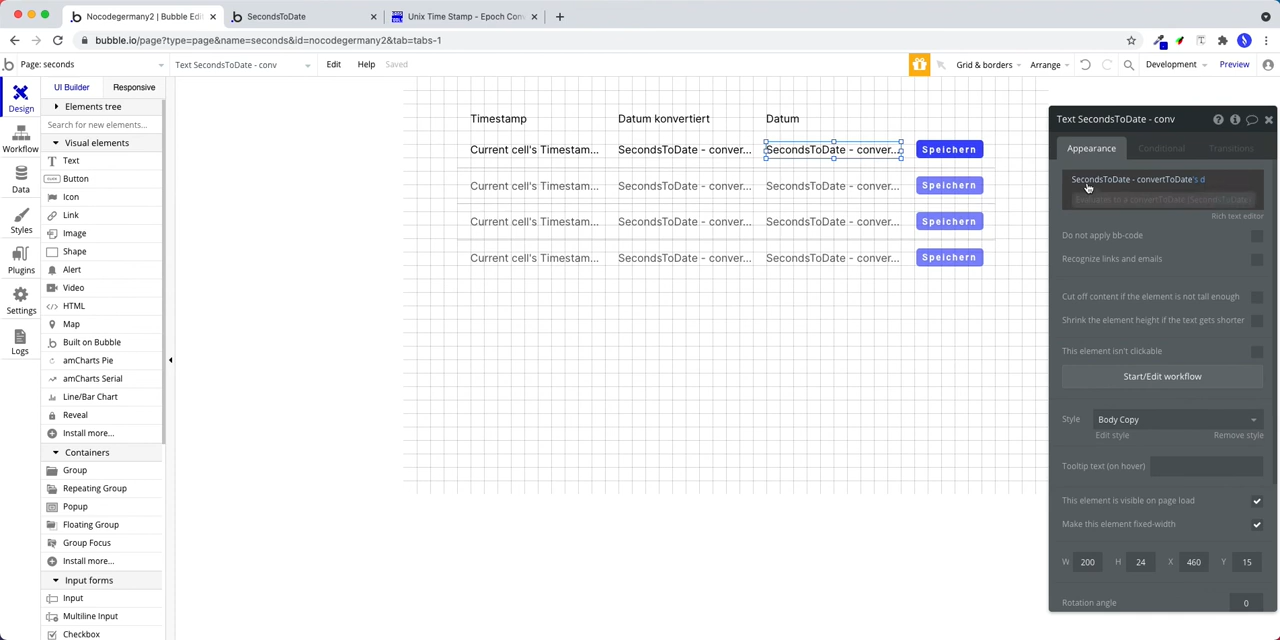 Nocodegermany2 | Bubble Edi
SecondsToDate
Unix Time Stamp - Epoch Con
bubble.io/page?type=page&name=seconds&id=nocodegermany2&tab=tabs-1
Page: seconds
Text SecondsToDate - conv
Edit
Help
Saved
Grid & borders
Arrange
Development
Preview
Design
Workflow
Data
Styles
Plugins
Settings
Logs
UI Builder
Responsive
Elements tree
Search for new elements...
Visual elements
Text
Button
Icon
Link
Image
Shape
Alert
Video
HTML
Map
Built on Bubble
amCharts Pie
amCharts Serial
Line/Bar Chart
Reveal
Install more...
Containers
Group
Repeating Group
Popup
Floating Group
Group Focus
Install more...
Input forms
Input
Multiline Input
Checkbox
Timestamp
Datum konvertiert
Datum
Current cell's Timestam...
SecondsToDate - conver...
SecondsToDate - conver...
Speichern
Current cell's Timestam...
SecondsToDate - conver...
SecondsToDate - conver...
Speichern
Current cell's Timestam...
SecondsToDate - conver...
SecondsToDate - conver...
Speichern
Current cell's Timestam...
SecondsToDate - conver...
SecondsToDate - conver...
Speichern
Text SecondsToDate - conv
Appearance
Conditional
Transitions
SecondsToDate - convertToDate's d
Evaluates to a convertToDate (SecondsToDate)
Rich text editor
Do not apply bb-code
Recognize links and emails
Cut off content if the element is not tall enough
Shrink the element height if the text gets shorter
This element isn't clickable
Start/Edit workflow
Style
Body Copy
Edit style
Remove style
Tooltip text (on hover)
This element is visible on page load
Make this element fixed-width
W 200 H 24 X 460 Y 15
Rotation angle 0